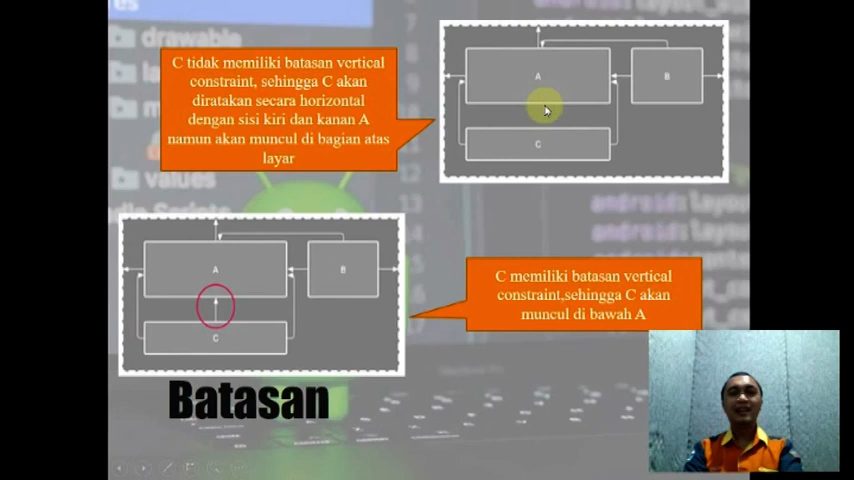 es
drawable
values
C tidak memiliki batasan vertical
constraint, sehingga C akan
diratakan secara horizontal
dengan sisi kiri dan kanan A
namun akan muncul di bagian atas
layar
A
B
C
A
B
C
C memiliki batasan vertical
constraint,sehingga C akan
muncul di bawah A
Batasan